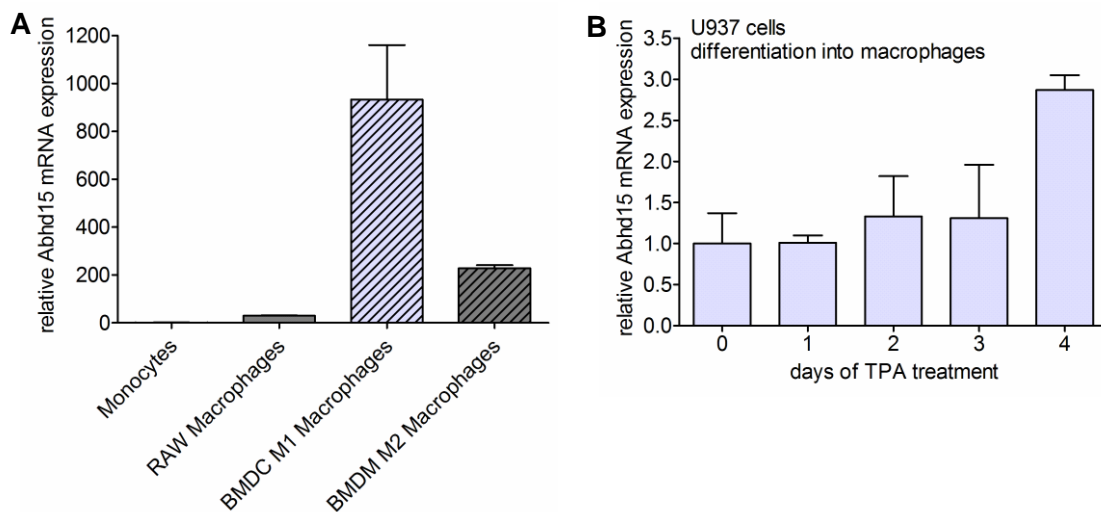 A
relative Abhd15 mRNA expression
1200
1000
800
600
400
200
0
Monocytes
RAW Macrophages
BMDC M1 Macrophages
BMDM M2 Macrophages
B
U937 cells
differentiation into macrophages
relative Abhd15 mRNA expression
3.5
3.0
2.5
2.0
1.5
1.0
0.5
0.0
0 1 2 3 4
days of TPA treatment